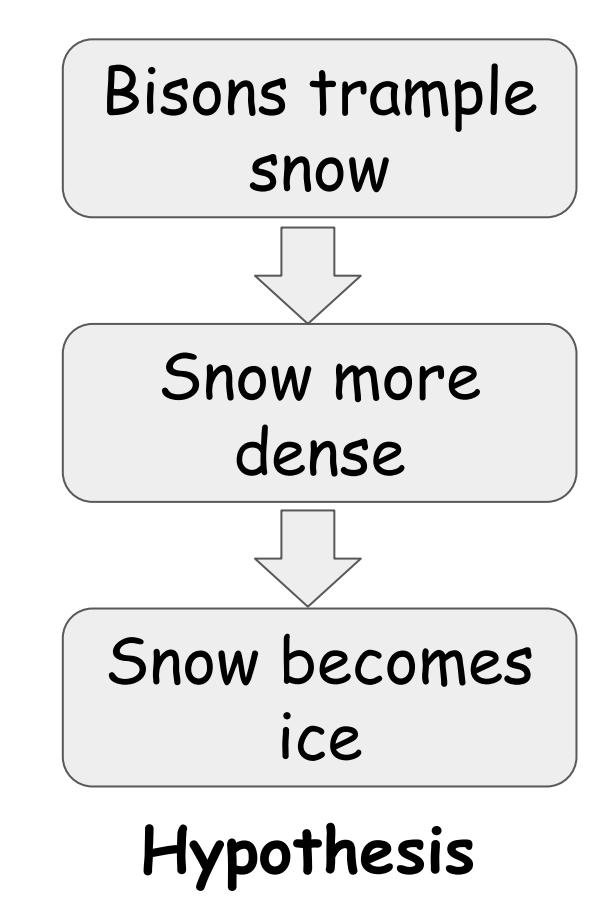 Bisons trample
snow
Snow more
dense
Snow becomes
ice
Hypothesis